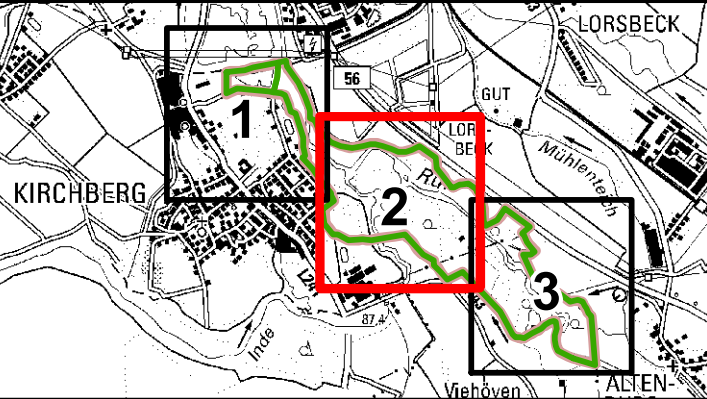 LORSBECK
56
GUT
LORS-
BECK
1
Mühlenteich
Ru
KIRCHBERG
2
3
87,4
Inde
Viehöven
ALTEN-